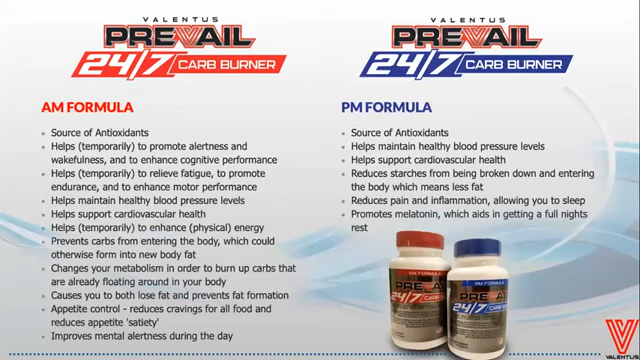 VALENTUS
PREVAIL
24/7 CARB BURNER
AM FORMULA
• Source of Antioxidants
• Helps (temporarily) to promote alertness and
wakefulness, and to enhance cognitive performance
• Helps (temporarily) to relieve fatigue, to promote
endurance, and to enhance motor performance
• Helps maintain healthy blood pressure levels
• Helps support cardiovascular health
• Helps (temporarily) to enhance (physical) energy
• Prevents carbs from entering the body, which could
otherwise form into new body fat
• Changes your metabolism in order to burn up carbs that
are already floating around in your body
• Causes you to both lose fat and prevents fat formation
• Appetite control - reduces cravings for all food and
reduces appetite 'satiety'
• Improves mental alertness during the day
VALENTUS
PREVAIL
24/7 CARB BURNER
PM FORMULA
• Source of Antioxidants
• Helps maintain healthy blood pressure levels
• Helps support cardiovascular health
• Reduces starches from being broken down and entering
the body which means less fat
• Reduces pain and inflammation, allowing you to sleep
• Promotes melatonin, which aids in getting a full nights
rest
AM FORMULA
PREVAIL
24/7 CARB
PM FORMULA
PREVAIL
24/7 CARB
VALENTUS